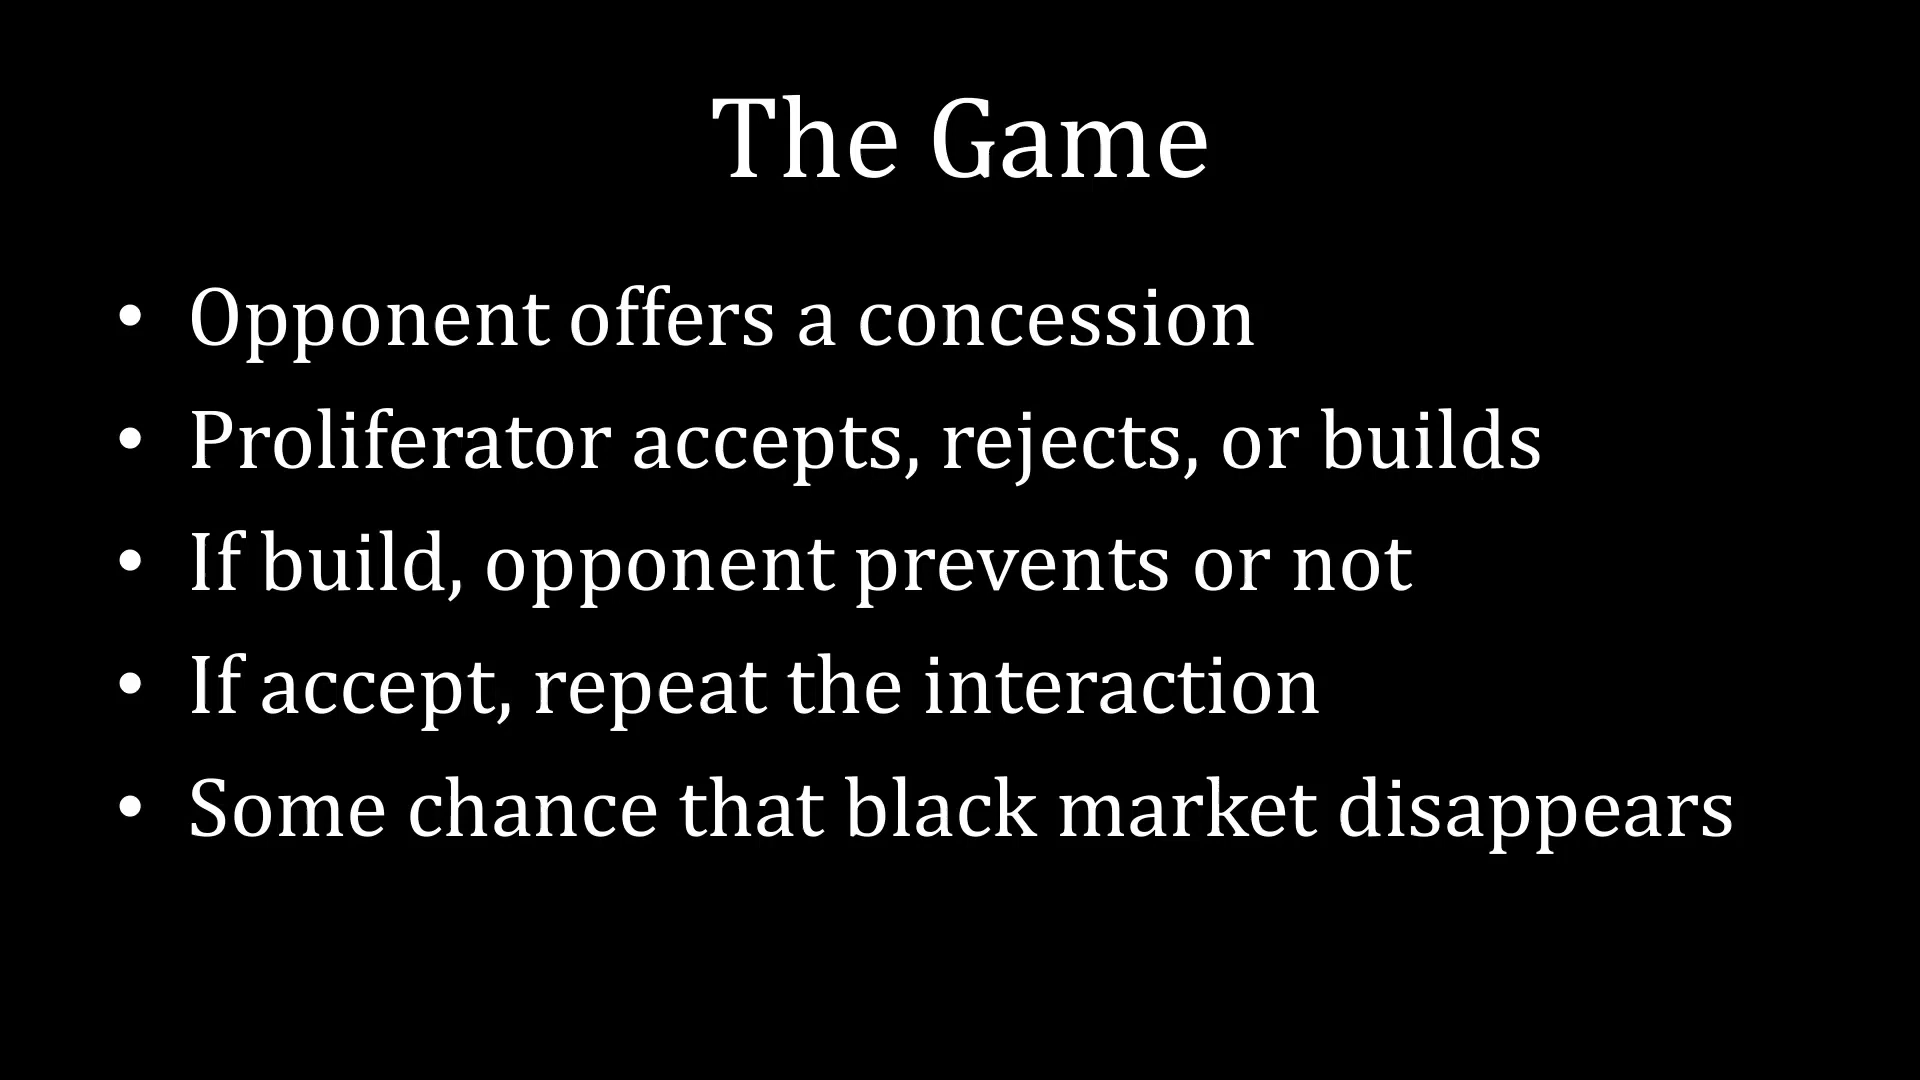 The Game
• Opponent offers a concession
• Proliferator accepts, rejects, or builds
• If build, opponent prevents or not
• If accept, repeat the interaction
• Some chance that black market disappears